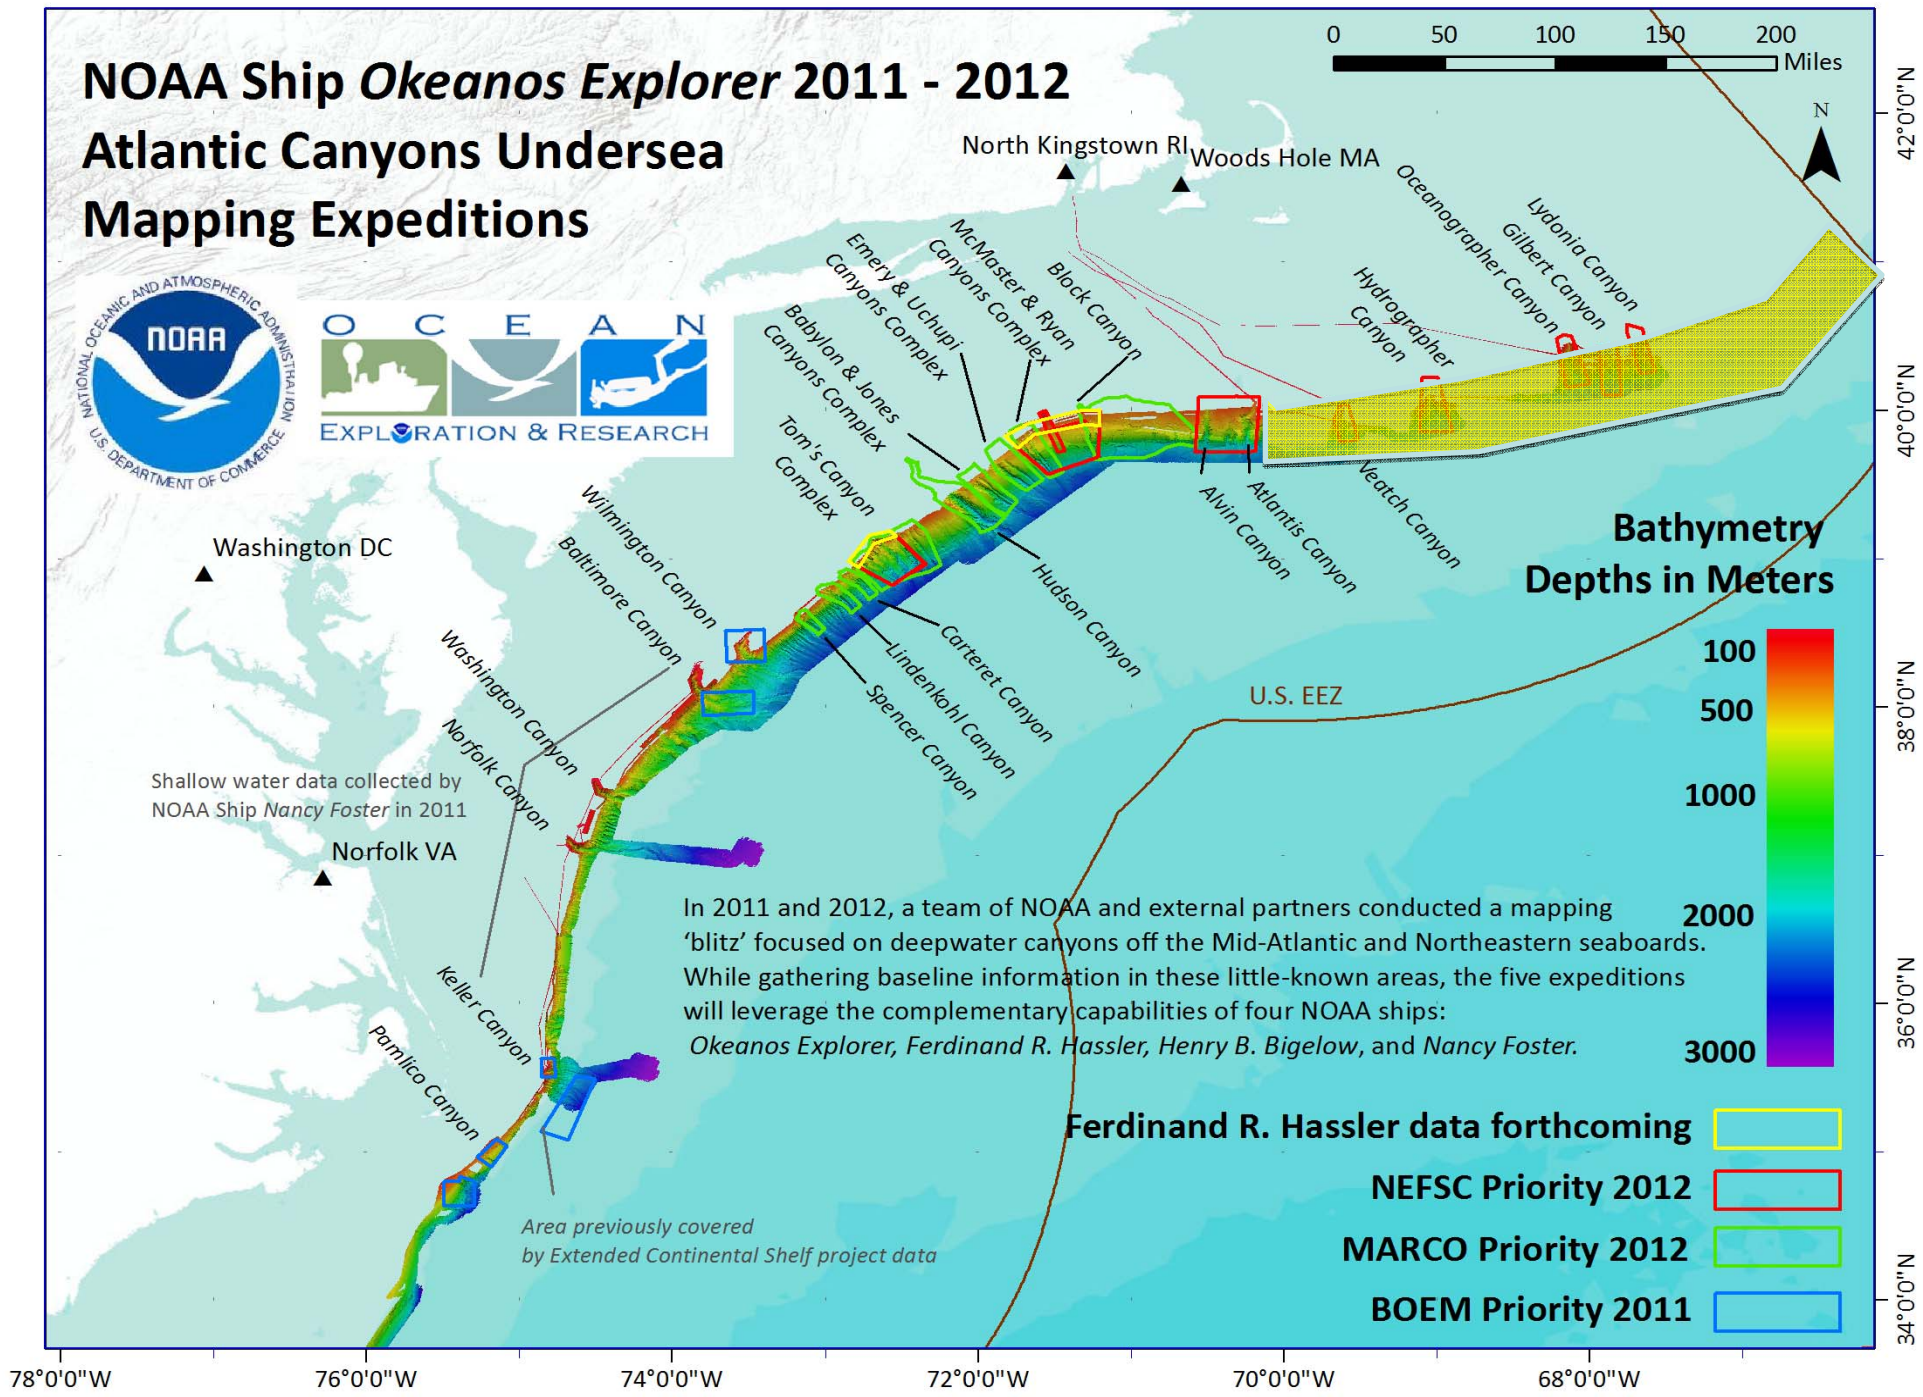 NOAA Ship Okeanos Explorer 2011 - 2012
Atlantic Canyons Undersea
Mapping Expeditions
0 50 100 150 200
Miles
N
NATIONAL OCEANIC AND ATMOSPHERIC ADMINISTRATION
NOAA
U.S. DEPARTMENT OF COMMERCE
OCEAN
EXPLORATION & RESEARCH
North Kingstown RI
Woods Hole MA
Washington DC
Norfolk VA
Lydonia Canyon
Gilbert Canyon
Oceanographer Canyon
Hydrographer
Canyon
Block Canyon
McMaster & Ryan
Canyons Complex
Emery & Uchupi
Canyons Complex
Babylon & Jones
Canyons Complex
Tom's Canyon
Complex
Wilmington Canyon
Baltimore Canyon
Washington Canyon
Norfolk Canyon
Keller Canyon
Pamlico Canyon
Veatch Canyon
Atlantis Canyon
Alvin Canyon
Hudson Canyon
Carteret Canyon
Lindenkohl Canyon
Spencer Canyon
U.S. EEZ
Shallow water data collected by
NOAA Ship Nancy Foster in 2011
Area previously covered
by Extended Continental Shelf project data
Bathymetry
Depths in Meters
100
500
1000
2000
3000
In 2011 and 2012, a team of NOAA and external partners conducted a mapping
‘blitz’ focused on deepwater canyons off the Mid-Atlantic and Northeastern seaboards.
While gathering baseline information in these little-known areas, the five expeditions
will leverage the complementary capabilities of four NOAA ships:
Okeanos Explorer, Ferdinand R. Hassler, Henry B. Bigelow, and Nancy Foster.
Ferdinand R. Hassler data forthcoming
NEFSC Priority 2012
MARCO Priority 2012
BOEM Priority 2011
42°0'0"N
40°0'0"N
38°0'0"N
36°0'0"N
34°0'0"N
78°0'0"W 76°0'0"W 74°0'0"W 72°0'0"W 70°0'0"W 68°0'0"W